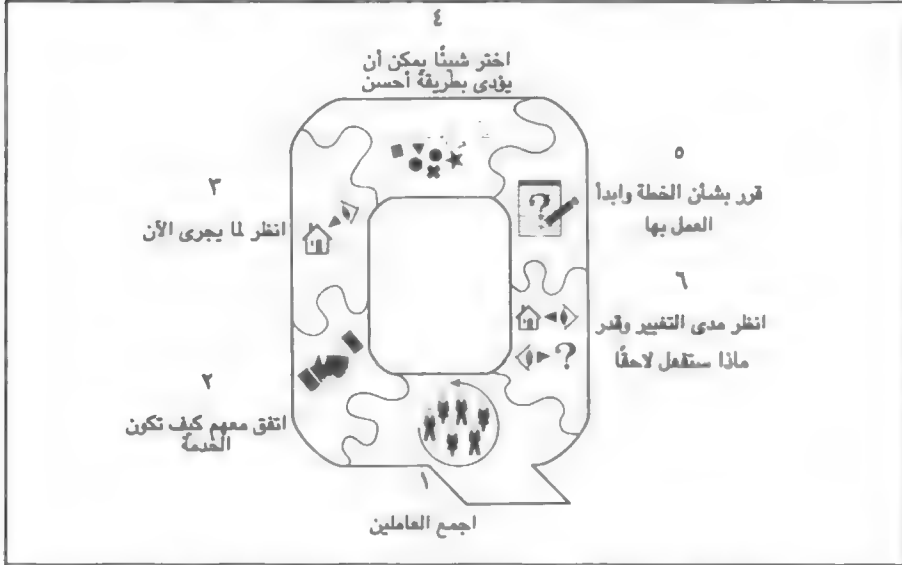 ٤
اختر شيئًا يمكن أن
يؤدى بطريقة أحسن
٥
قرر بشأن الخطة وابدأ
العمل بها
٣
انظر لما يجرى الآن
٦
انظر مدى التغيير وقدر
ماذا ستفعل لاحقًا
٢
اتفق معهم كيف تكون
الخدمة
١
اجمع العاملين
?
?